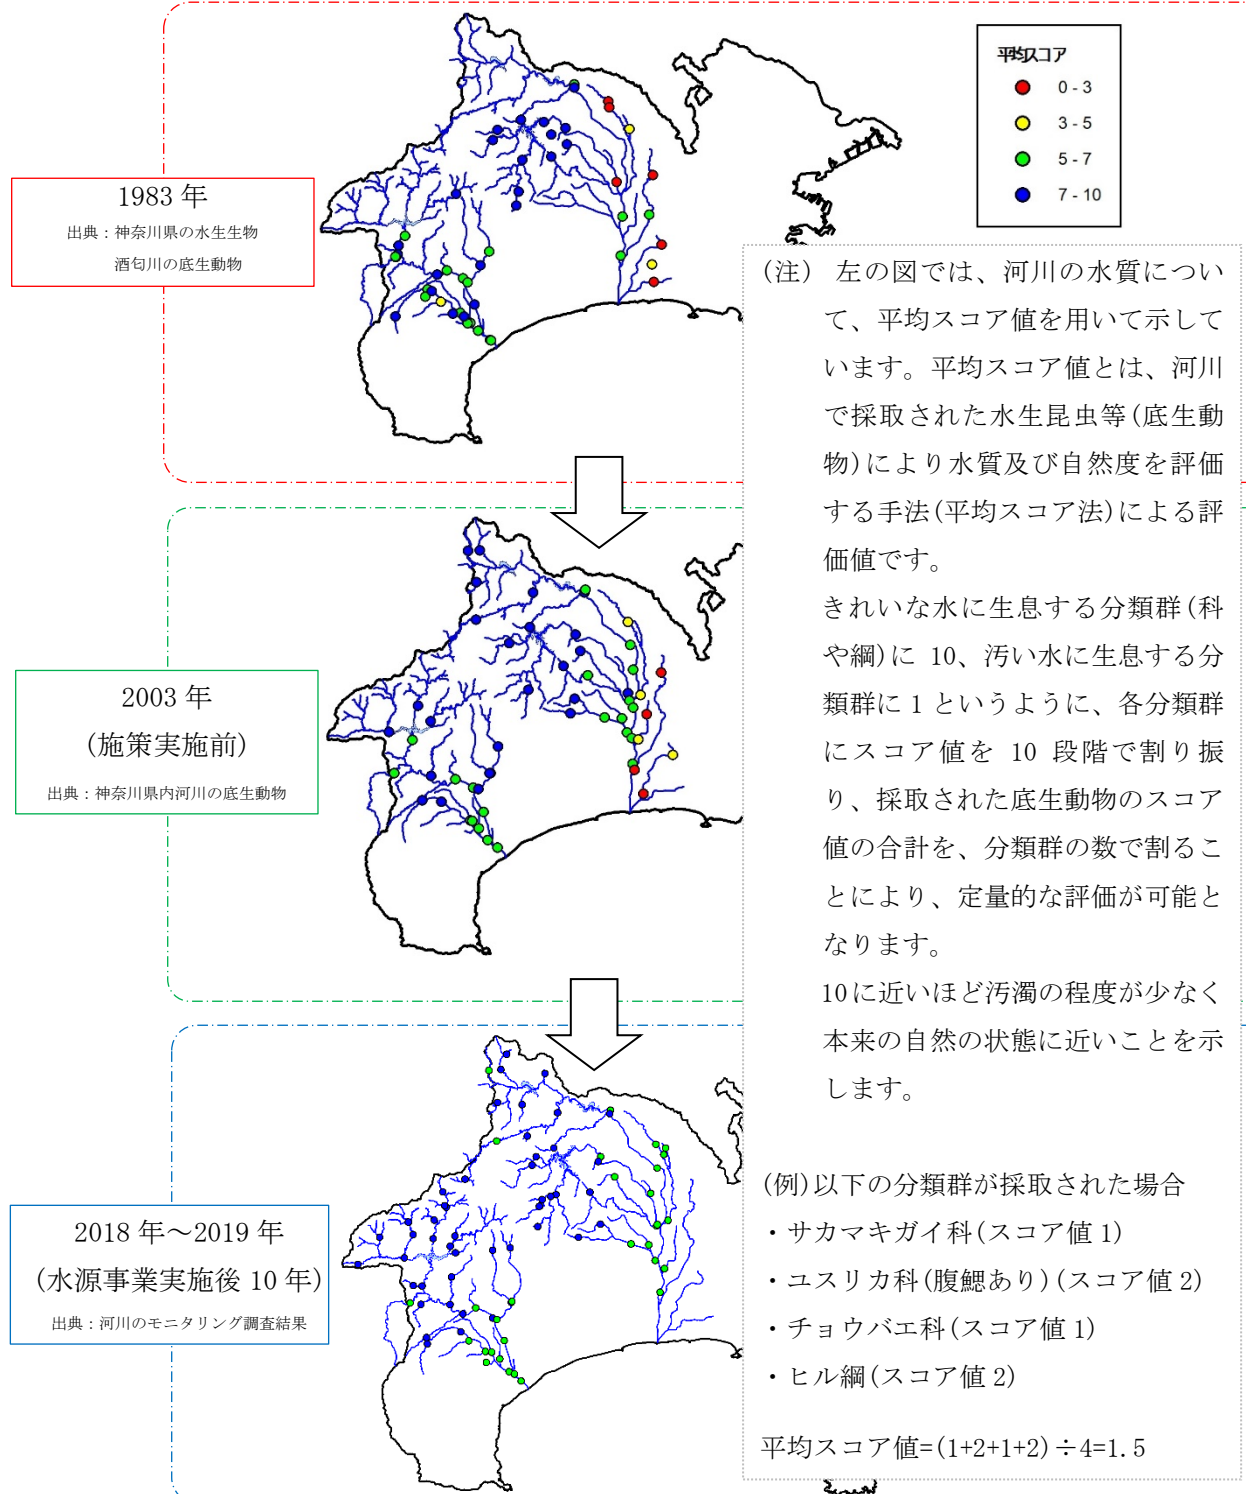 平均スコア
0 - 3
3 - 5
5 - 7
7 - 10
1983 年
出典：神奈川県の水生生物
酒匂川の底生動物
2003 年
(施策実施前)
出典：神奈川県内河川の底生動物
2018 年～2019 年
(水源事業実施後 10 年)
出典：河川のモニタリング調査結果
(注) 左の図では、河川の水質につい
て、平均スコア値を用いて示して
います。平均スコア値とは、河川
で採取された水生昆虫等(底生動
物)により水質及び自然度を評価
する手法(平均スコア法)による評
価値です。
きれいな水に生息する分類群(科
や綱)に 10、汚い水に生息する分
類群に 1 というように、各分類群
にスコア値を 10 段階で割り振
り、採取された底生動物のスコア
値の合計を、分類群の数で割るこ
とにより、定量的な評価が可能と
なります。
10に近いほど汚濁の程度が少なく
本来の自然の状態に近いことを示
します。
(例)以下の分類群が採取された場合
・サカマキガイ科(スコア値 1)
・ユスリカ科(腹鰓あり)(スコア値 2)
・チョウバエ科(スコア値 1)
・ヒル綱(スコア値 2)
平均スコア値=(1+2+1+2)÷4=1.5